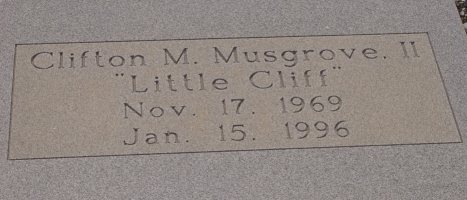 Clifton M. Musgrove, II
"Little Cliff"
Nov. 17. 1969
Jan. 15. 1996